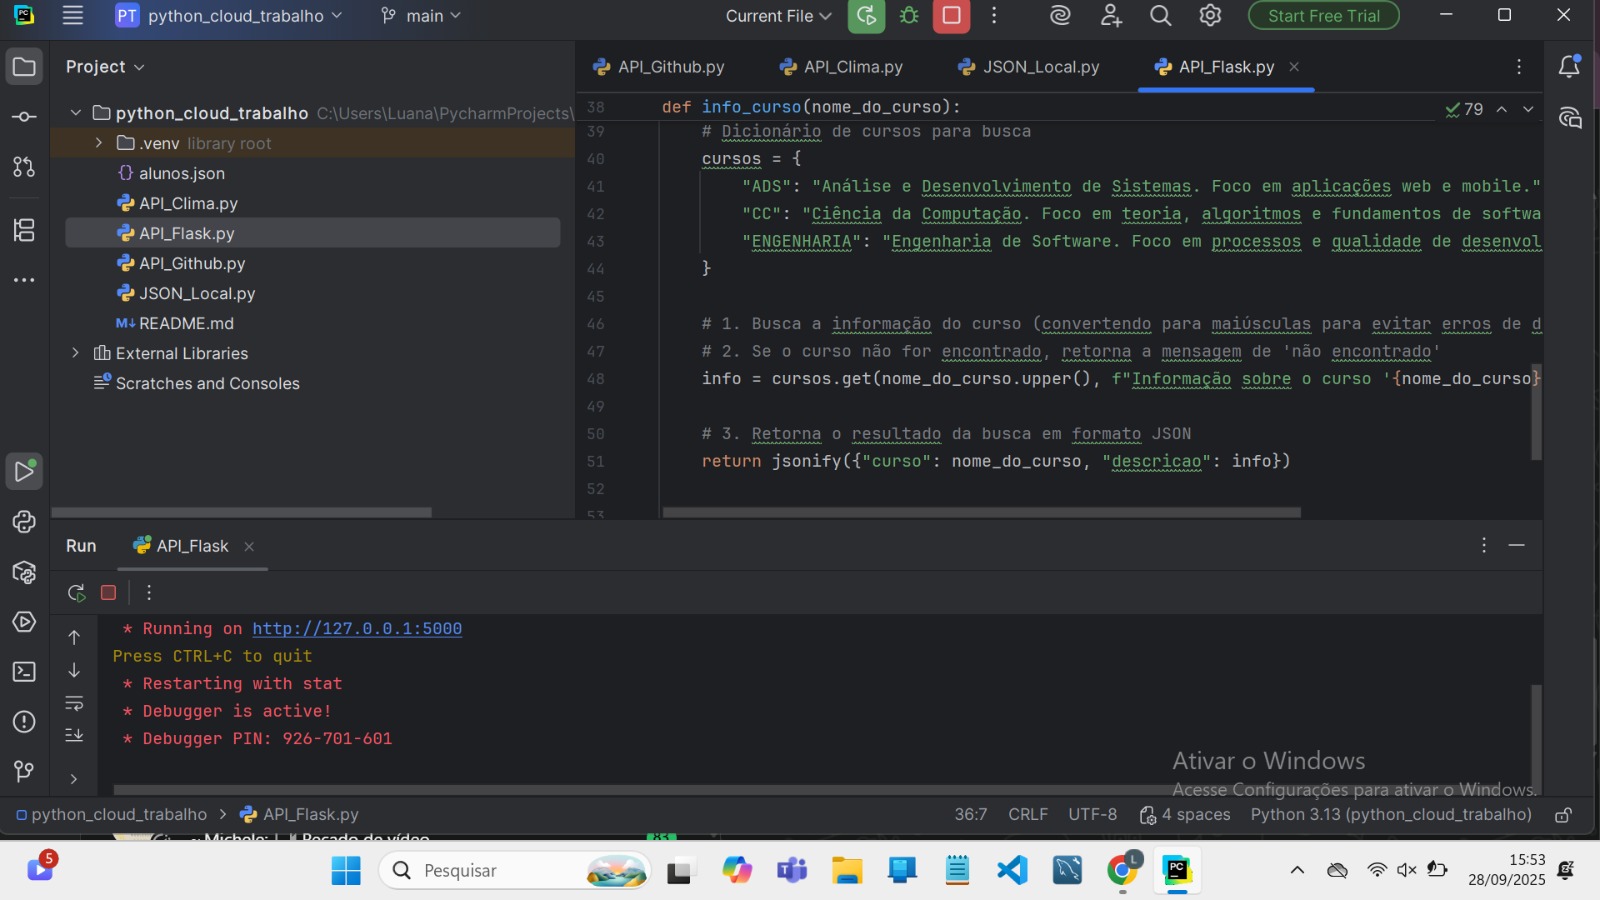 PT python_cloud_trabalho main Current File Start Free Trial
Project
API_Github.py API_Clima.py JSON_Local.py API_Flask.py
python_cloud_trabalho C:\Users\Luana\PycharmProjects\
.venv library root
alunos.json
API_Clima.py
API_Flask.py
API_Github.py
JSON_Local.py
README.md
External Libraries
Scratches and Consoles
79
38 def info_curso(nome_do_curso):
39 # Dicionário de cursos para busca
40 cursos = {
41 "ADS": "Análise e Desenvolvimento de Sistemas. Foco em aplicações web e mobile."
42 "CC": "Ciência da Computação. Foco em teoria, algoritmos e fundamentos de softwa
43 "ENGENHARIA": "Engenharia de Software. Foco em processos e qualidade de desenvol
44 }
45
46 # 1. Busca a informação do curso (convertendo para maiúsculas para evitar erros de d
47 # 2. Se o curso não for encontrado, retorna a mensagem de 'não encontrado'
48 info = cursos.get(nome_do_curso.upper(), f"Informação sobre o curso '{nome_do_curso}
49
50 # 3. Retorna o resultado da busca em formato JSON
51 return jsonify({"curso": nome_do_curso, "descricao": info})
52
53
Run API_Flask
* Running on http://127.0.0.1:5000
Press CTRL+C to quit
* Restarting with stat
* Debugger is active!
* Debugger PIN: 926-701-601
Ativar o Windows
Acesse Configurações para ativar o Windows.
python_cloud_trabalho > API_Flask.py 36:7 CRLF UTF-8 4 spaces Python 3.13 (python_cloud_trabalho)
~ Michele: Pesado de vídeo 83
5 Pesquisar L PC 15:53
28/09/2025